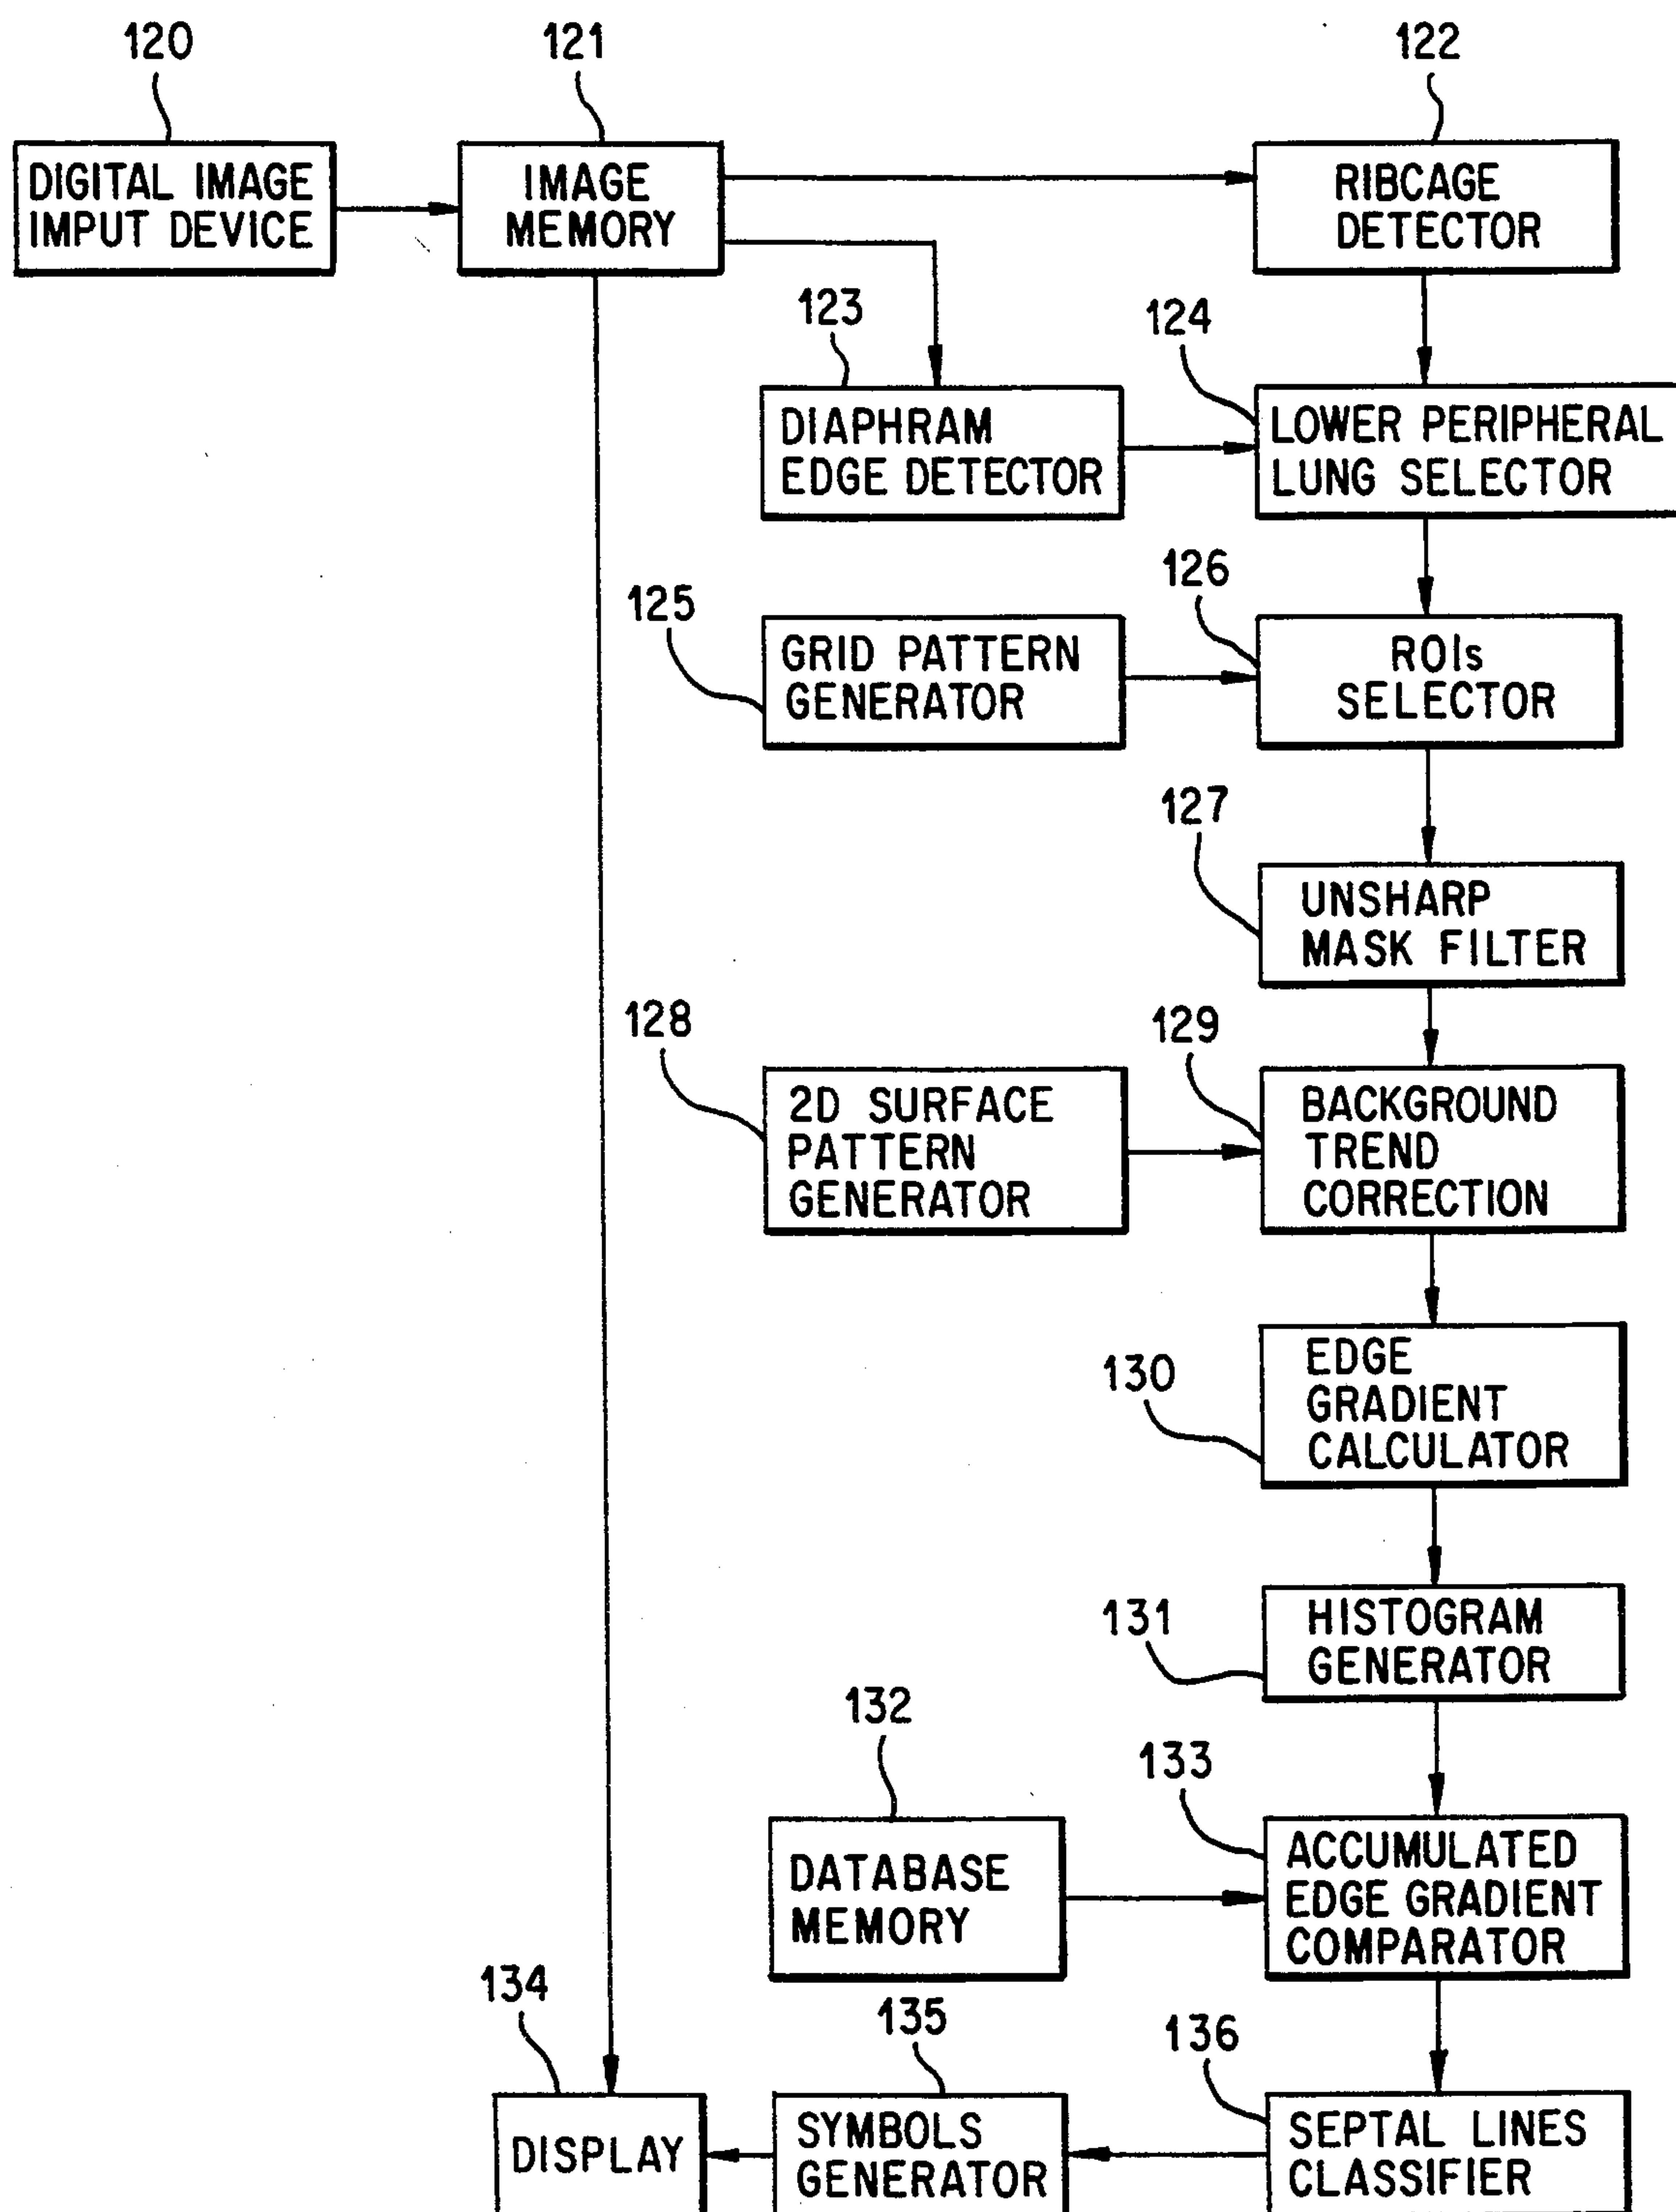 120
121
122
DIGITAL IMAGE
IMPUT DEVICE
IMAGE
MEMORY
RIBCAGE
DETECTOR
123
124
DIAPHRAM
EDGE DETECTOR
LOWER PERIPHERAL
LUNG SELECTOR
125
126
GRID PATTERN
GENERATOR
ROIs
SELECTOR
127
UNSHARP
MASK FILTER
128
129
2D SURFACE
PATTERN
GENERATOR
BACKGROUND
TREND
CORRECTION
130
EDGE
GRADIENT
CALCULATOR
131
HISTOGRAM
GENERATOR
132
133
DATABASE
MEMORY
ACCUMULATED
EDGE GRADIENT
COMPARATOR
134
135
136
DISPLAY
SYMBOLS
GENERATOR
SEPTAL LINES
CLASSIFIER